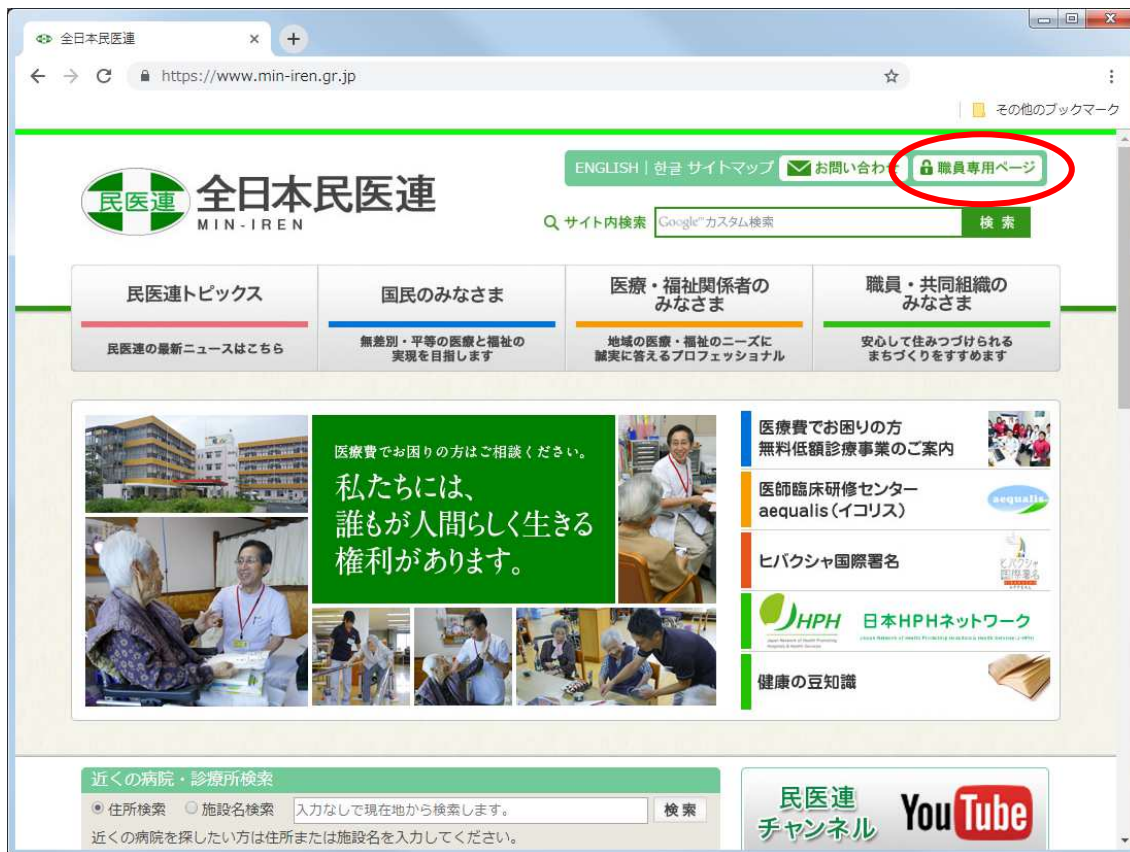 全日本民医連
https://www.min-iren.gr.jp
その他のブックマーク
ENGLISH | 한글 サイトマップ お問い合わせ 職員専用ページ
民医連 全日本民医連
MIN-IREN
サイト内検索 Google™カスタム検索 検索
民医連トピックス
民医連の最新ニュースはこちら
国民のみなさま
無差別・平等の医療と福祉の
実現を目指します
医療・福祉関係者の
みなさま
地域の医療・福祉のニーズに
誠実に答えるプロフェッショナル
職員・共同組織の
みなさま
安心して住みつづけられる
まちづくりをすすめます
医療費でお困りの方はご相談ください。
私たちには、
誰もが人間らしく生きる
権利があります。
医療費でお困りの方
無料低額診療事業のご案内
医師臨床研修センター
aequalis(イコリス)
aequalis
ヒバクシャ国際署名
ヒバクシャ
国際署名
HPH 日本HPHネットワーク
健康の豆知識
近くの病院・診療所検索
住所検索 施設名検索 入力なしで現在地から検索します。 検索
近くの病院を探したい方は住所または施設名を入力してください。
民医連
チャンネル
YouTube